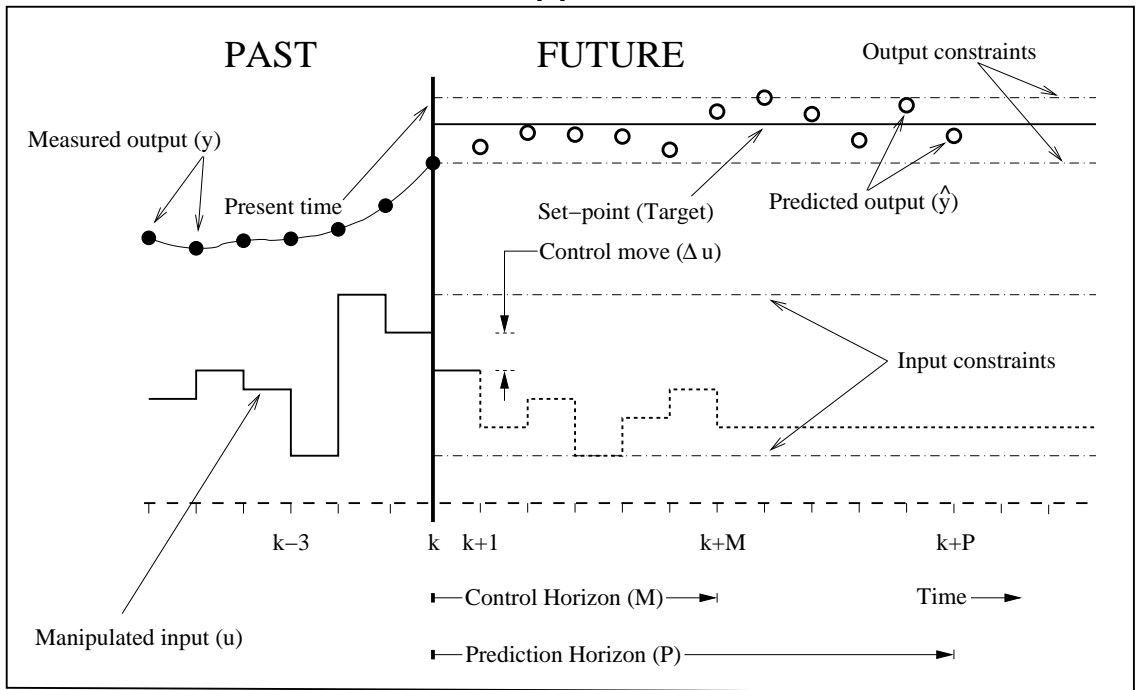 PAST
FUTURE
Output constraints
Measured output (y)
Present time
Set−point (Target)
Predicted output (ŷ)
Control move (Δ u)
Input constraints
k−3
k
k+1
k+M
k+P
Control Horizon (M)
Time
Manipulated input (u)
Prediction Horizon (P)